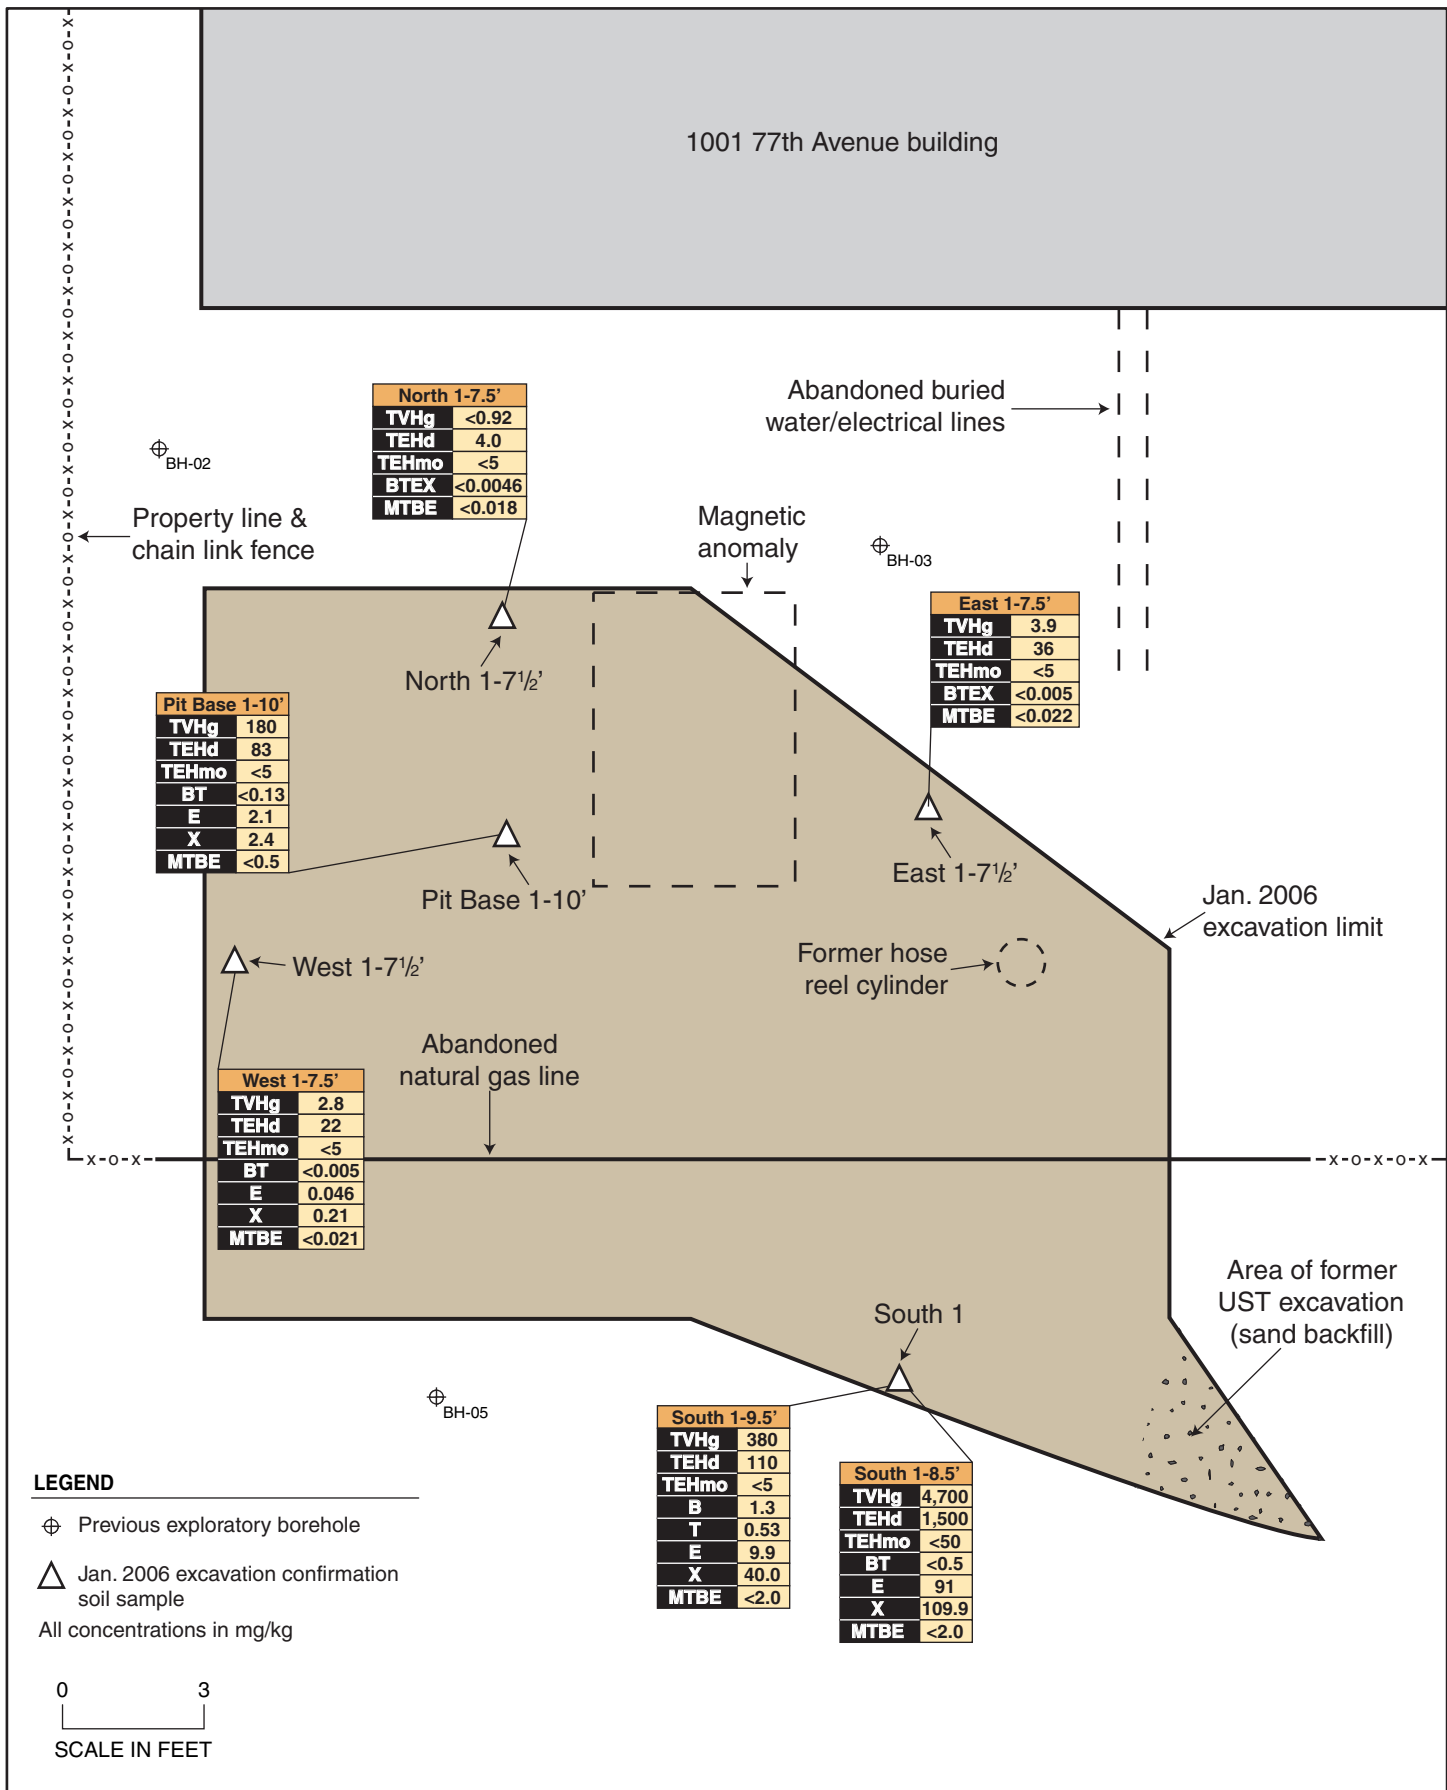 1001 77th Avenue building
Abandoned buried
water/electrical lines
North 1-7.5’
TVHg <0.92
TEHd 4.0
TEHmo <5
BTEX <0.0046
MTBE <0.018
BH-02
Property line &
chain link fence
Magnetic
anomaly
BH-03
East 1-7.5’
TVHg 3.9
TEHd 36
TEHmo <5
BTEX <0.005
MTBE <0.022
North 1-7½’
Pit Base 1-10’
TVHg 180
TEHd 83
TEHmo <5
BT <0.13
E 2.1
X 2.4
MTBE <0.5
East 1-7½’
Pit Base 1-10’
Jan. 2006
excavation limit
West 1-7½’
Former hose
reel cylinder
Abandoned
natural gas line
West 1-7.5’
TVHg 2.8
TEHd 22
TEHmo <5
BT <0.005
E 0.046
X 0.21
MTBE <0.021
Area of former
UST excavation
(sand backfill)
South 1
BH-05
South 1-9.5’
TVHg 380
TEHd 110
TEHmo <5
B 1.3
T 0.53
E 9.9
X 40.0
MTBE <2.0
South 1-8.5’
TVHg 4,700
TEHd 1,500
TEHmo <50
BT <0.5
E 91
X 109.9
MTBE <2.0
LEGEND
Previous exploratory borehole
Jan. 2006 excavation confirmation
soil sample
All concentrations in mg/kg
0 3
SCALE IN FEET